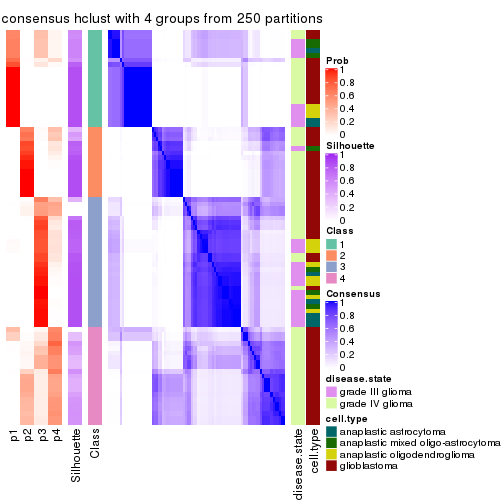 consensus hclust with 4 groups from 250 partitions
Prob
1
0.8
0.6
0.4
0.2
0
Silhouette
1
0.8
0.6
0.4
0.2
0
Class
1
2
3
4
Consensus
1
0.8
0.6
0.4
0.2
0
disease.state
grade III glioma
grade IV glioma
cell.type
anaplastic astrocytoma
anaplastic mixed oligo-astrocytoma
anaplastic oligodendroglioma
glioblastoma
p1
p2
p3
p4
Silhouette
Class
disease.state
cell.type